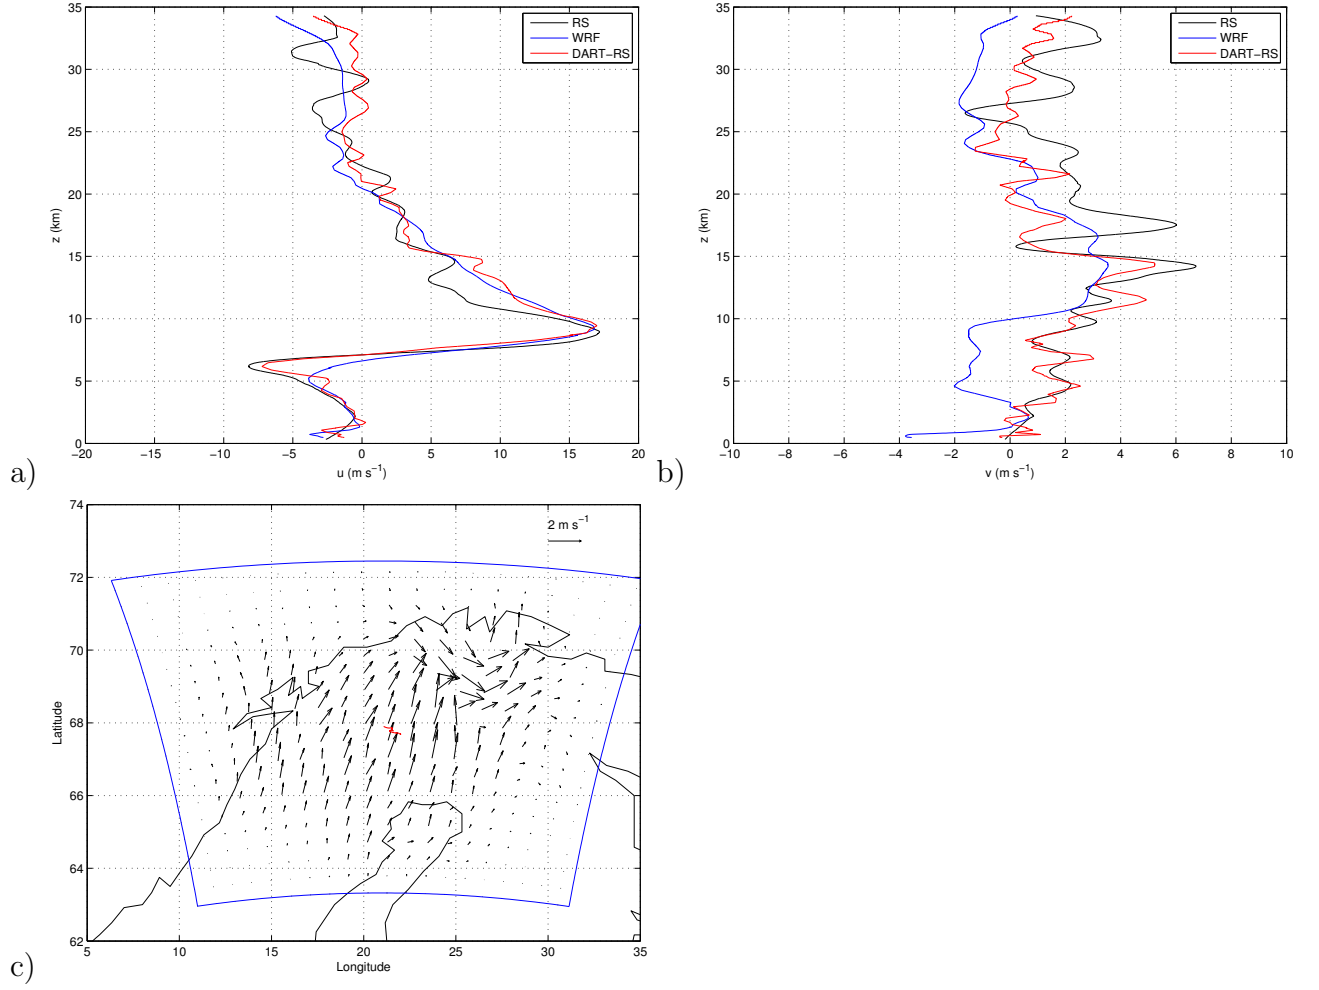 35
30
25
20
15
10
5
0
z (km)
−20 −15 −10 −5 0 5 10 15 20
u (m s⁻¹)
RS
WRF
DART−RS
a)
35
30
25
20
15
10
5
0
z (km)
−10 −8 −6 −4 −2 0 2 4 6 8 10
v (m s⁻¹)
RS
WRF
DART−RS
b)
74
72
70
68
66
64
62
Latitude
5 10 15 20 25 30 35
Longitude
2 m s⁻¹
c)